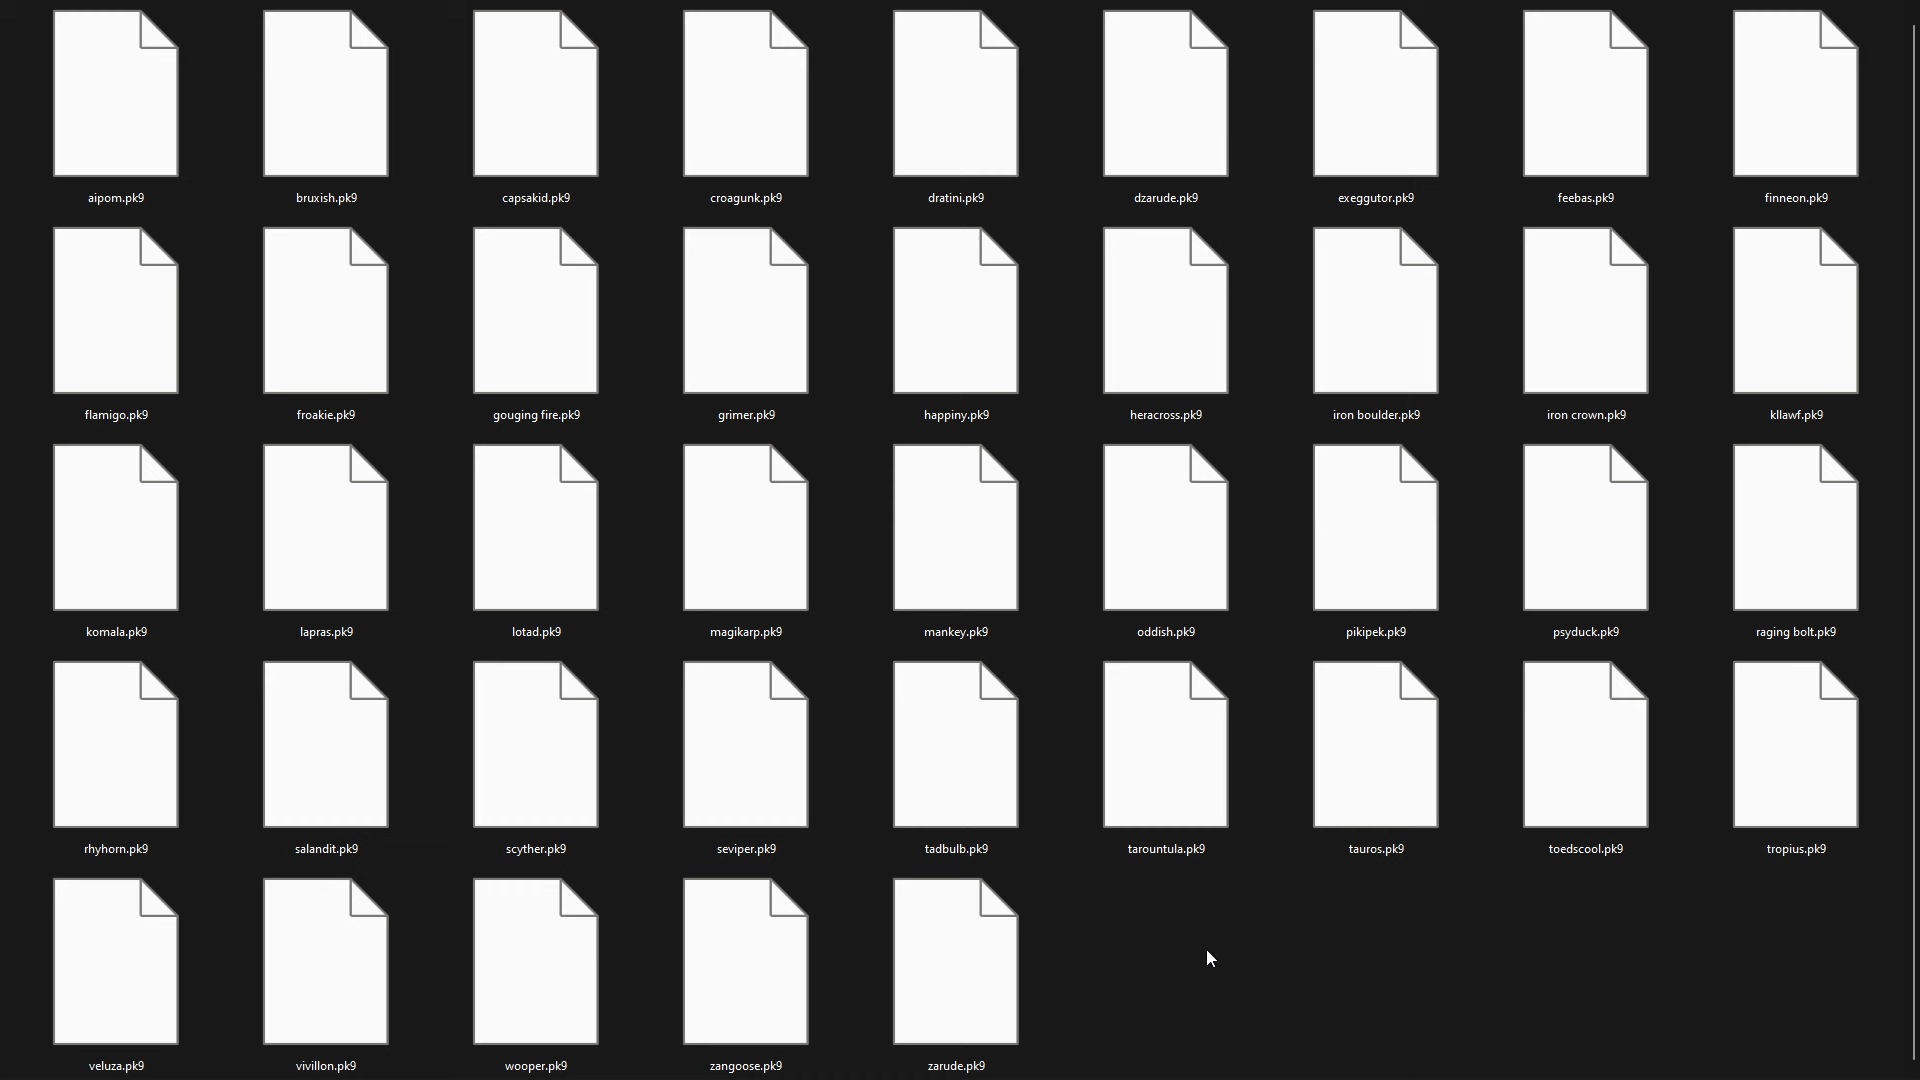 aipom.pk9 bruxish.pk9 capsakid.pk9 croagunk.pk9 dratini.pk9 dzarude.pk9 exeggutor.pk9 feebas.pk9 finneon.pk9
flamigo.pk9 froakie.pk9 gouging fire.pk9 grimer.pk9 happiny.pk9 heracross.pk9 iron boulder.pk9 iron crown.pk9 kllawf.pk9
komala.pk9 lapras.pk9 lotad.pk9 magikarp.pk9 mankey.pk9 oddish.pk9 pikipek.pk9 psyduck.pk9 raging bolt.pk9
rhyhorn.pk9 salandit.pk9 scyther.pk9 seviper.pk9 tadbulb.pk9 tarountula.pk9 tauros.pk9 toedscool.pk9 tropius.pk9
veluza.pk9 vivillon.pk9 wooper.pk9 zangoose.pk9 zarude.pk9